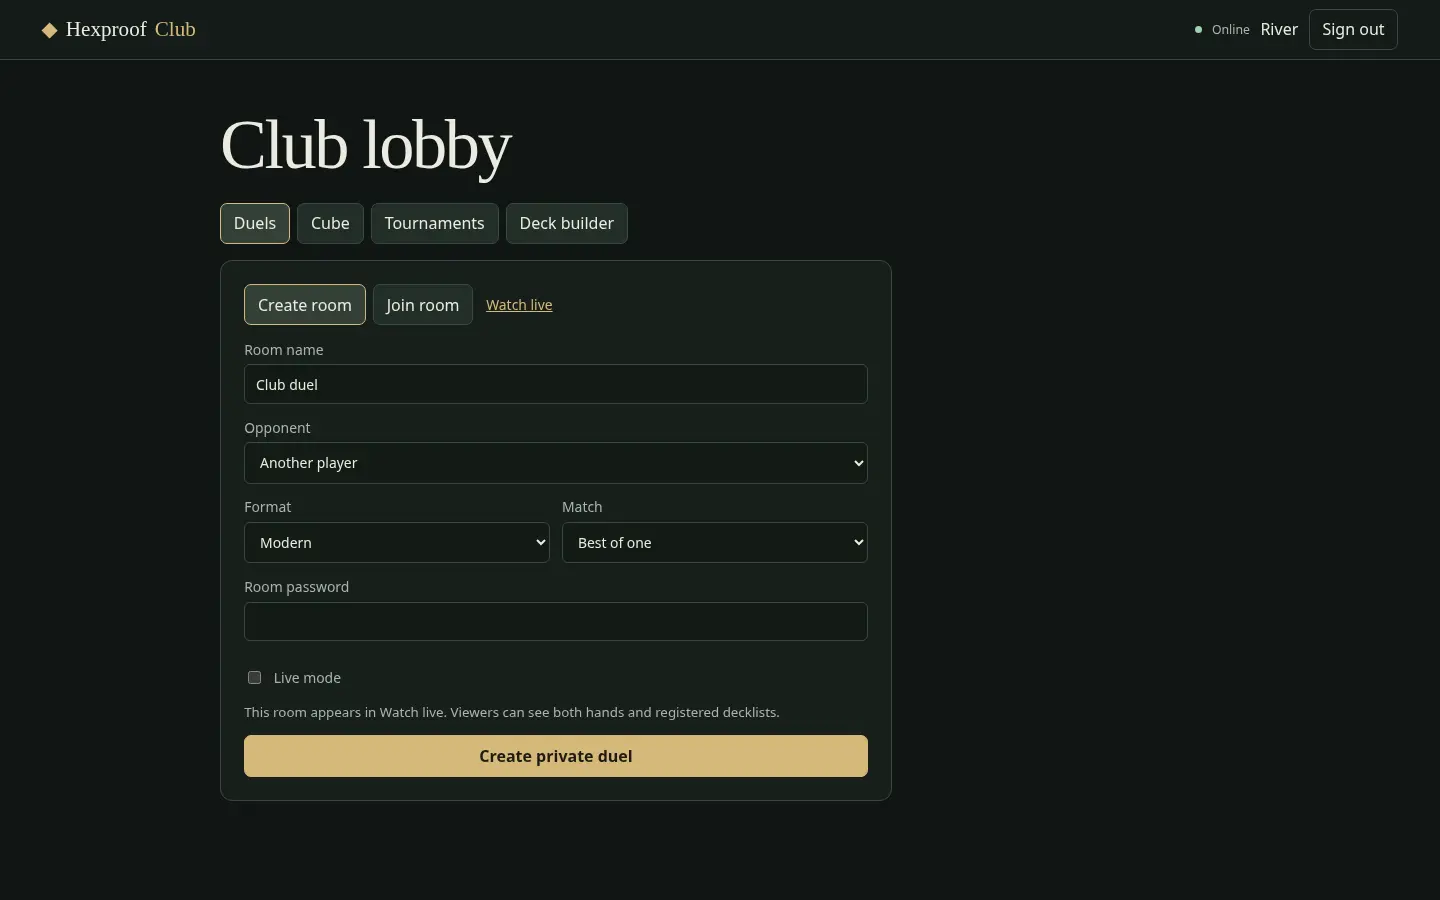 Hexproof Club
Online River Sign out
Club lobby
Duels Cube Tournaments Deck builder
Create room Join room Watch live
Room name
Club duel
Opponent
Another player
Format Match
Modern Best of one
Room password
Live mode
This room appears in Watch live. Viewers can see both hands and registered decklists.
Create private duel